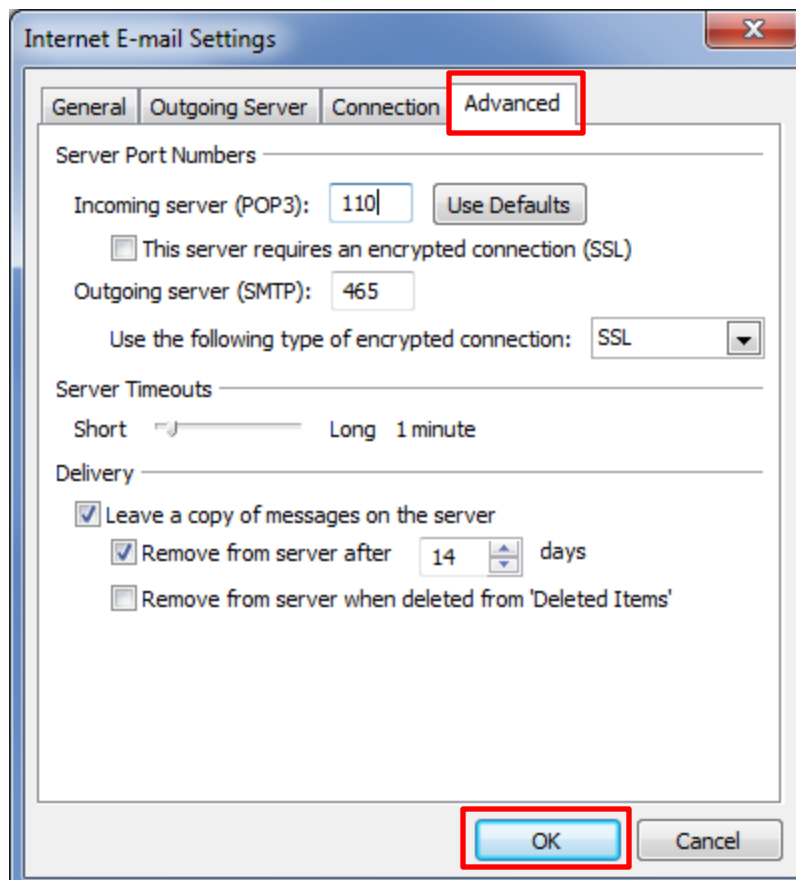 Internet E-mail Settings
General Outgoing Server Connection Advanced
Server Port Numbers
Incoming server (POP3): 110 Use Defaults
This server requires an encrypted connection (SSL)
Outgoing server (SMTP): 465
Use the following type of encrypted connection: SSL
Server Timeouts
Short Long 1 minute
Delivery
Leave a copy of messages on the server
Remove from server after 14 days
Remove from server when deleted from 'Deleted Items'
OK Cancel